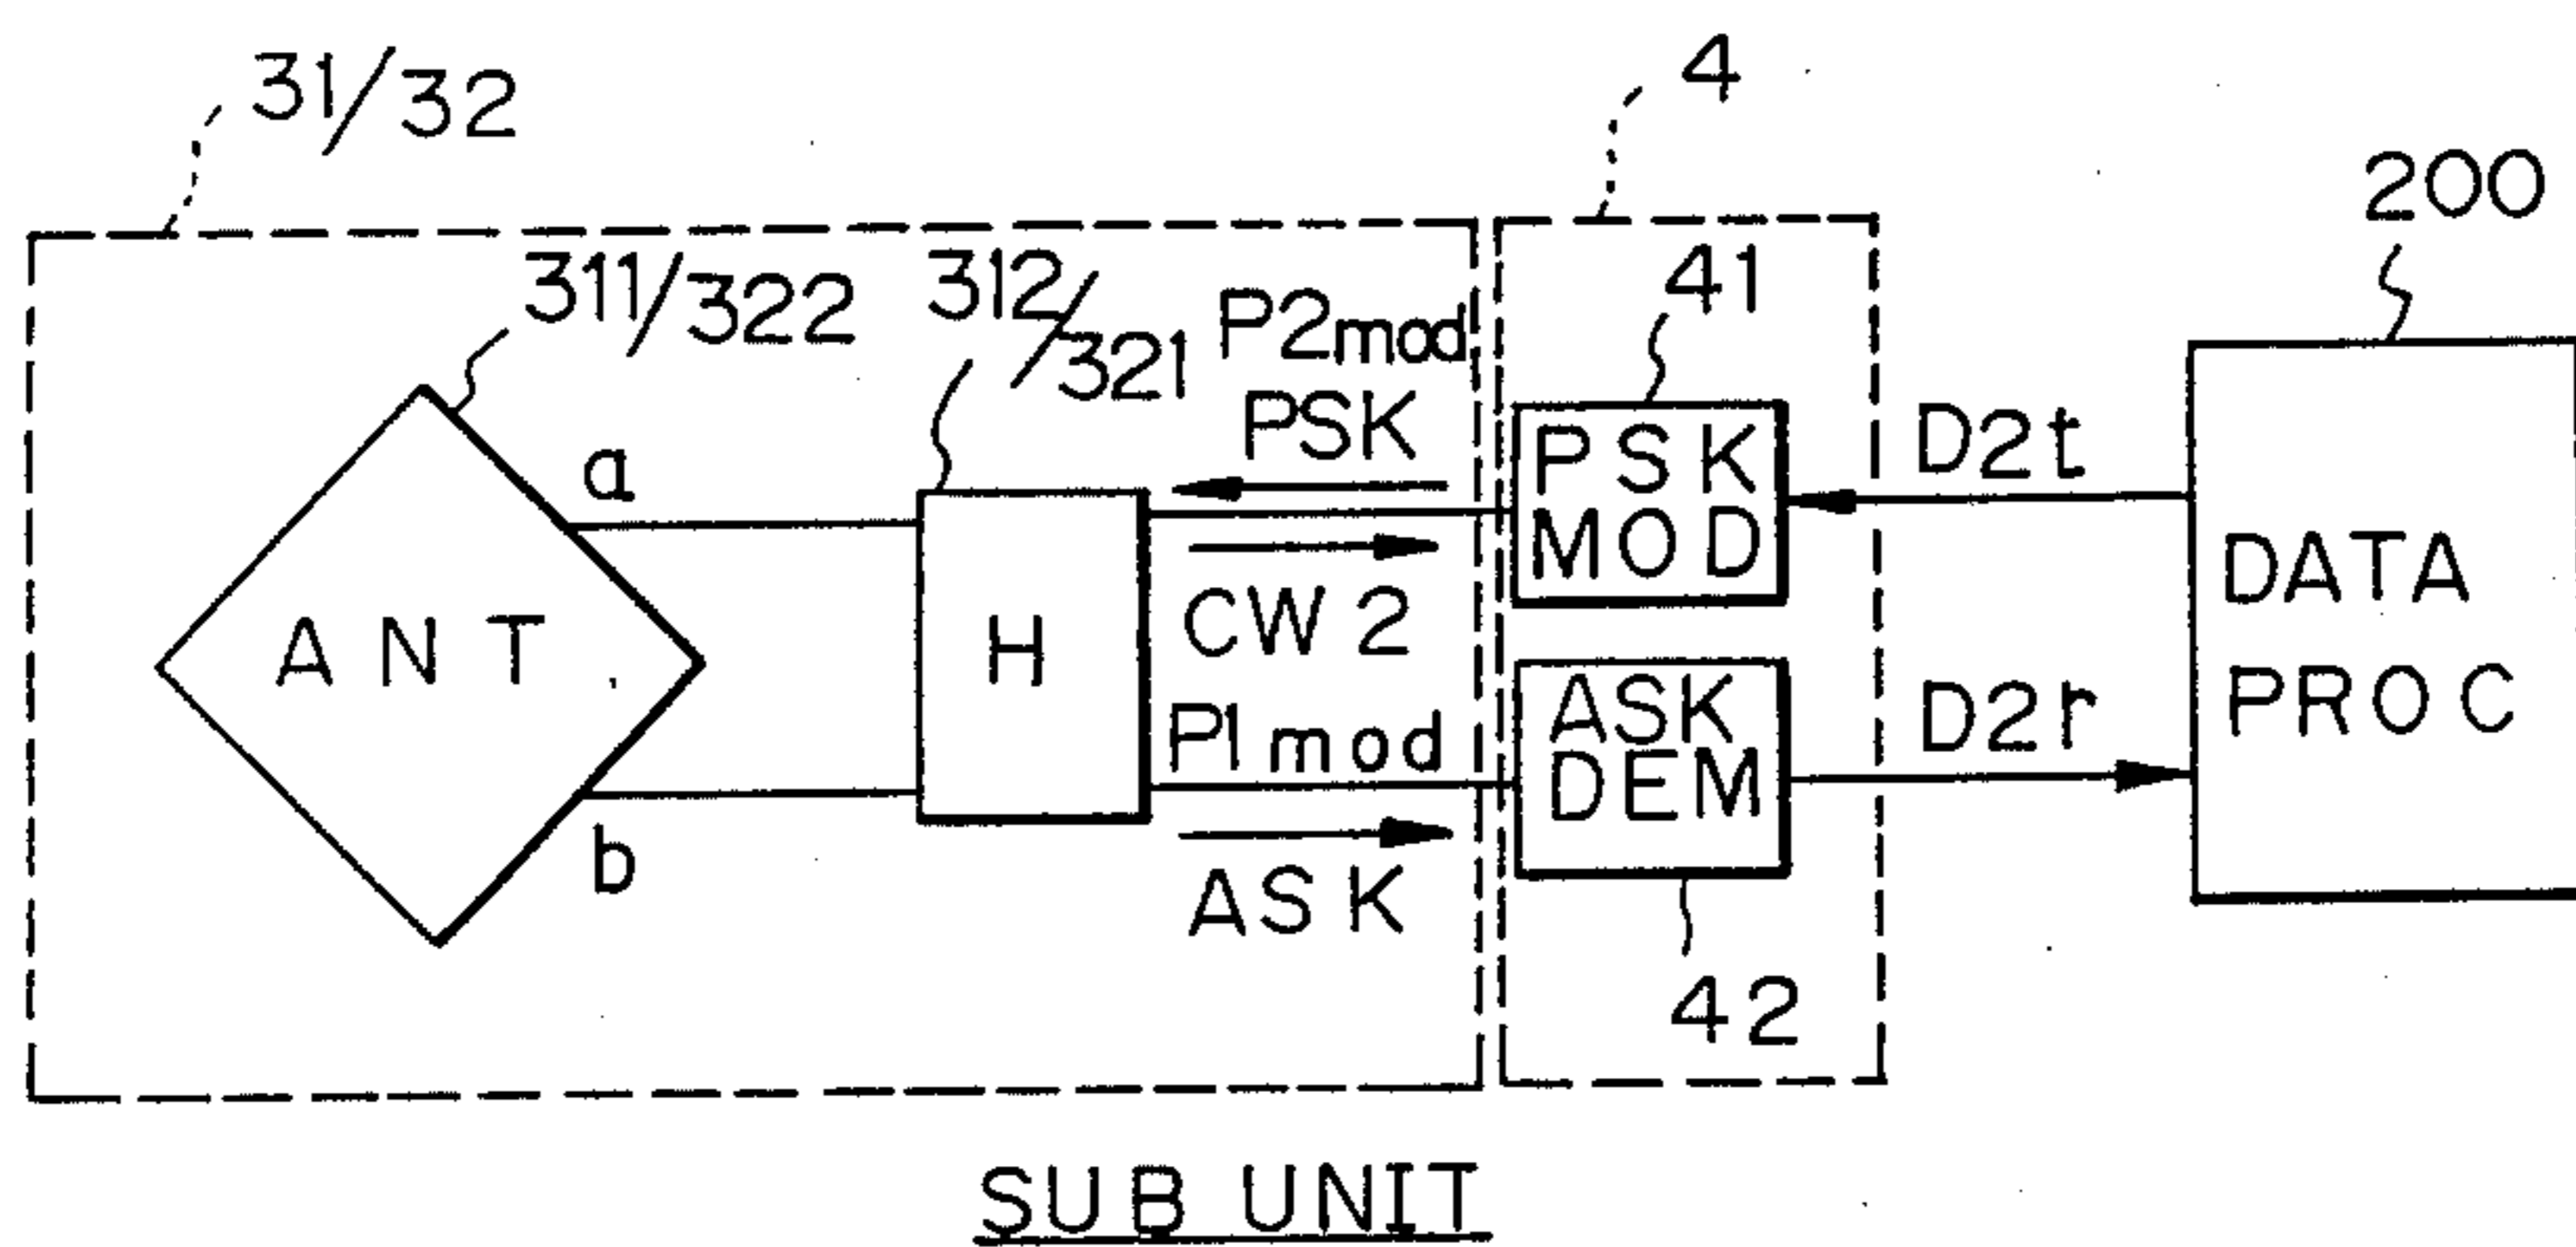 31/32
4
200
311/322
312/321
P2mod
41
PSK
a
PSK
MOD
D2t
DATA
PROC
CW2
ANT
H
P1mod
ASK
DEM
D2r
b
ASK
42
SUB UNIT